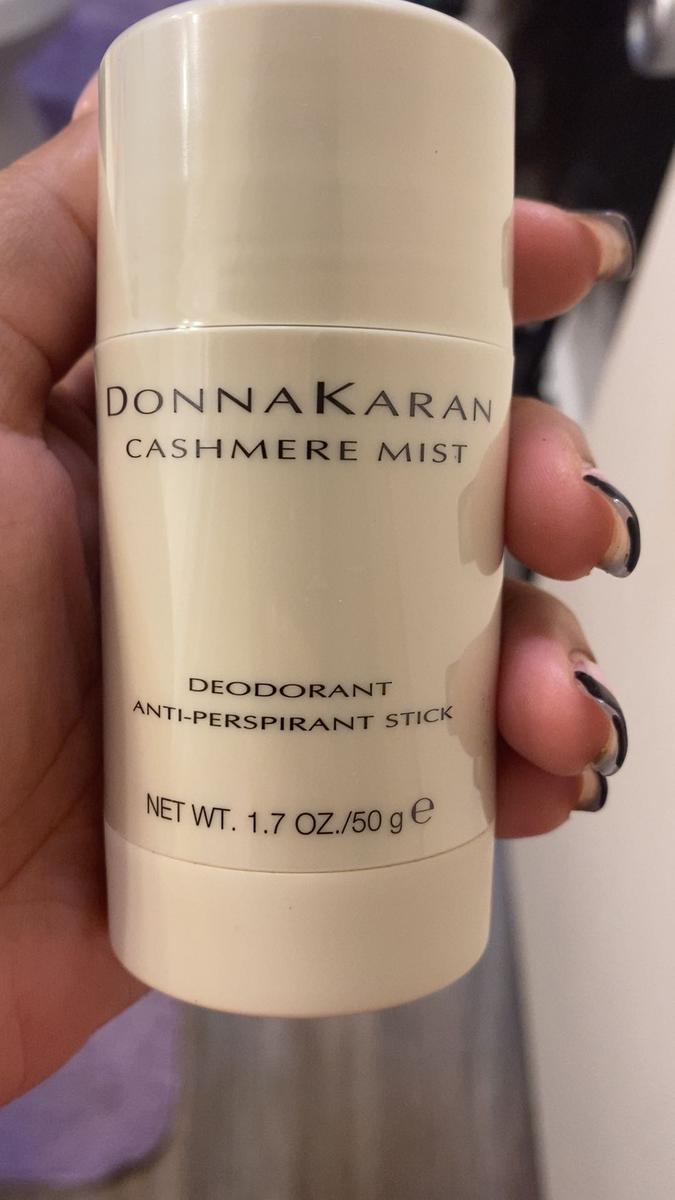 DONNAKARAN
CASHMERE MIST
DEODORANT
ANTI-PERSPIRANT STICK
NET WT. 1.7 OZ./50 g ℮